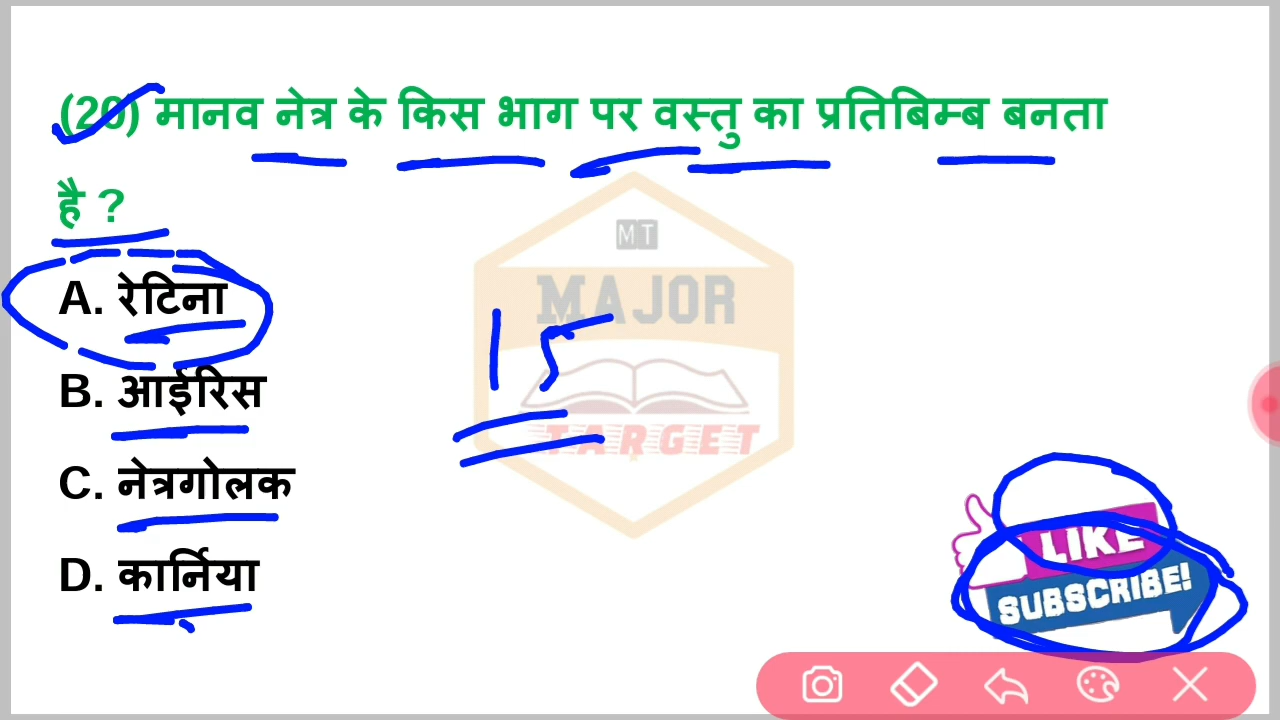 (20) मानव नेत्र के किस भाग पर वस्तु का प्रतिबिम्ब बनता
है ?
A. रेटिना
B. आईरिस
C. नेत्रगोलक
D. कार्निया
MT
MAJOR
TARGET
15
LIKE
SUBSCRIBE!